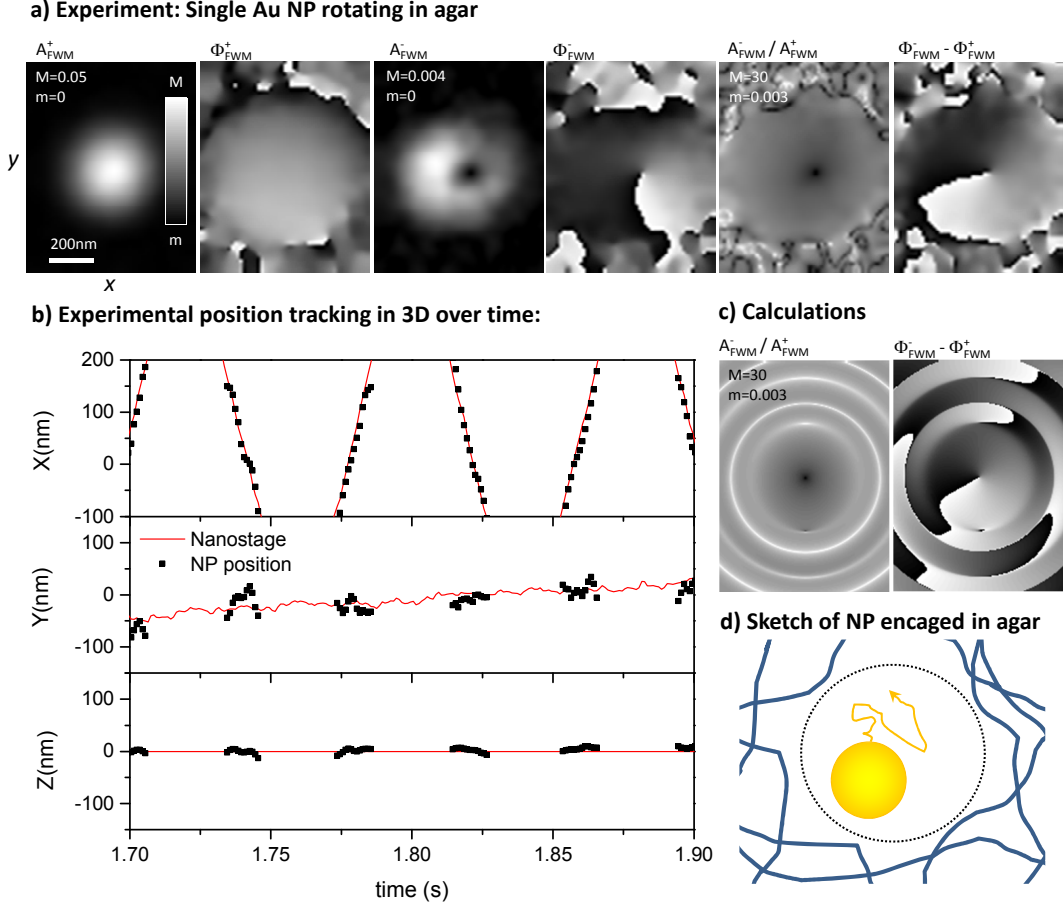 a) Experiment: Single Au NP rotating in agar
A⁺FWM
Φ⁺FWM
A⁻FWM
Φ⁻FWM
A⁻FWM / A⁺FWM
Φ⁻FWM - Φ⁺FWM
M=0.05
m=0
M
m
200nm
M=0.004
m=0
M=30
m=0.003
y
x
b) Experimental position tracking in 3D over time:
200
100
0
-100
X(nm)
Nanostage
NP position
100
0
-100
Y(nm)
100
0
-100
Z(nm)
1.70
1.75
1.80
1.85
1.90
time (s)
c) Calculations
A⁻FWM / A⁺FWM
Φ⁻FWM - Φ⁺FWM
M=30
m=0.003
d) Sketch of NP encaged in agar